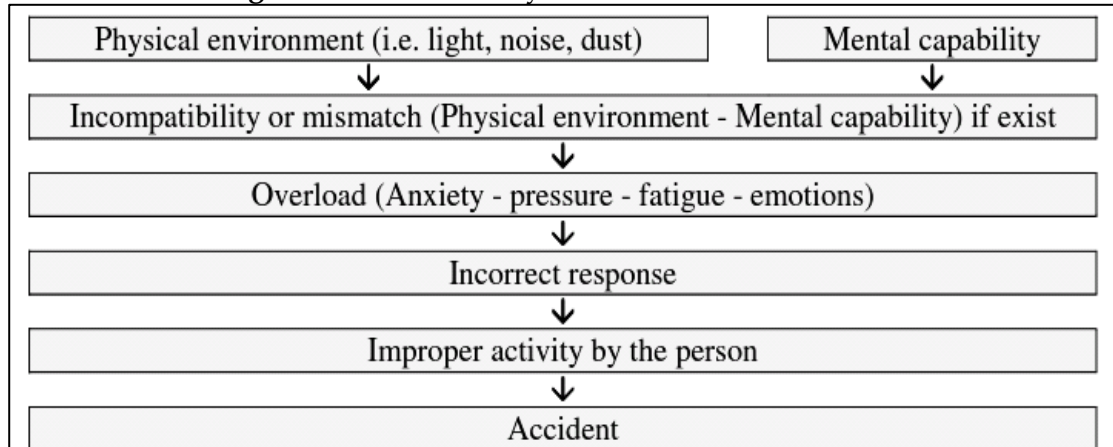 Physical environment (i.e. light, noise, dust)
Mental capability
Incompatibility or mismatch (Physical environment - Mental capability) if exist
Overload (Anxiety - pressure - fatigue - emotions)
Incorrect response
Improper activity by the person
Accident